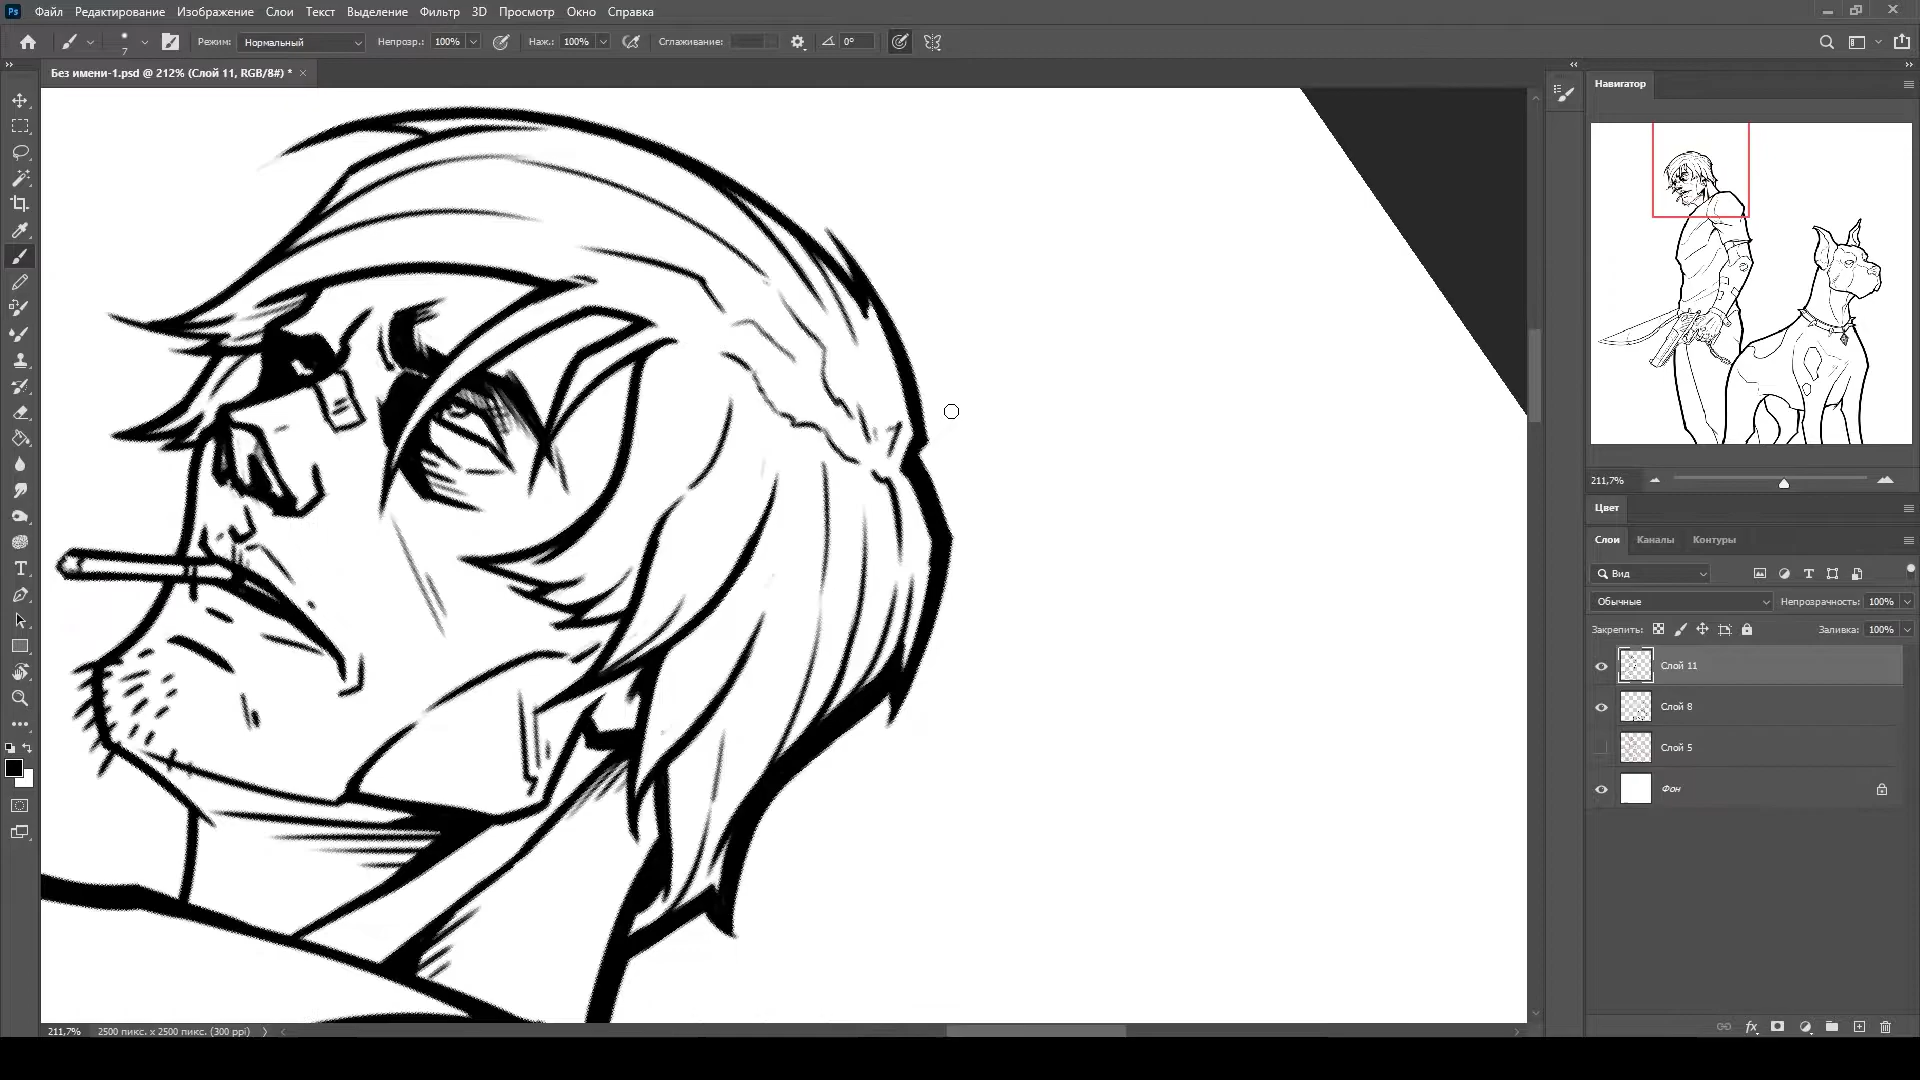 Ps Файл Редактирование Изображение Слои Текст Выделение Фильтр 3D Просмотр Окно Справка
7 Режим: Нормальный Непрозр.: 100% Наж.: 100% Сглаживание: 0°
Без имени-1.psd @ 212% (Слой 11, RGB/8#) * ×
Навигатор
211,7%
Цвет
Слои Каналы Контуры
Вид
Обычные Непрозрачность: 100%
Закрепить: Заливка: 100%
Слой 11
Слой 8
Слой 5
Фон
fx
211,7% 2500 пикс. x 2500 пикс. (300 ppi)